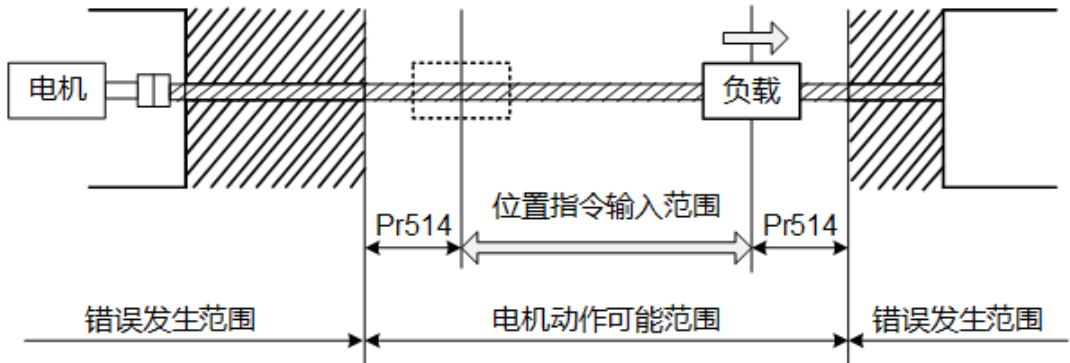 电机
负载
位置指令输入范围
Pr514
Pr514
错误发生范围
电机动作可能范围
错误发生范围